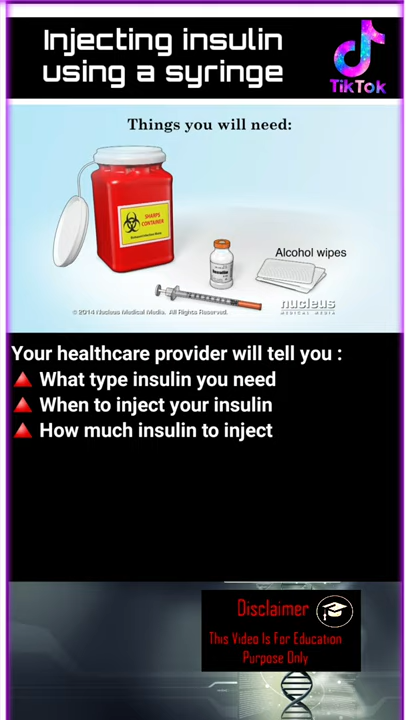 Injecting insulin
using a syringe
TikTok
Things you will need:
SHARPS
CONTAINER
Alcohol wipes
Insulin
© 2014 Nucleus Medical Media. All Rights Reserved.
nucleus
MEDICAL MEDIA
Your healthcare provider will tell you :
What type insulin you need
When to inject your insulin
How much insulin to inject
Disclaimer
This Video Is For Education
Purpose Only